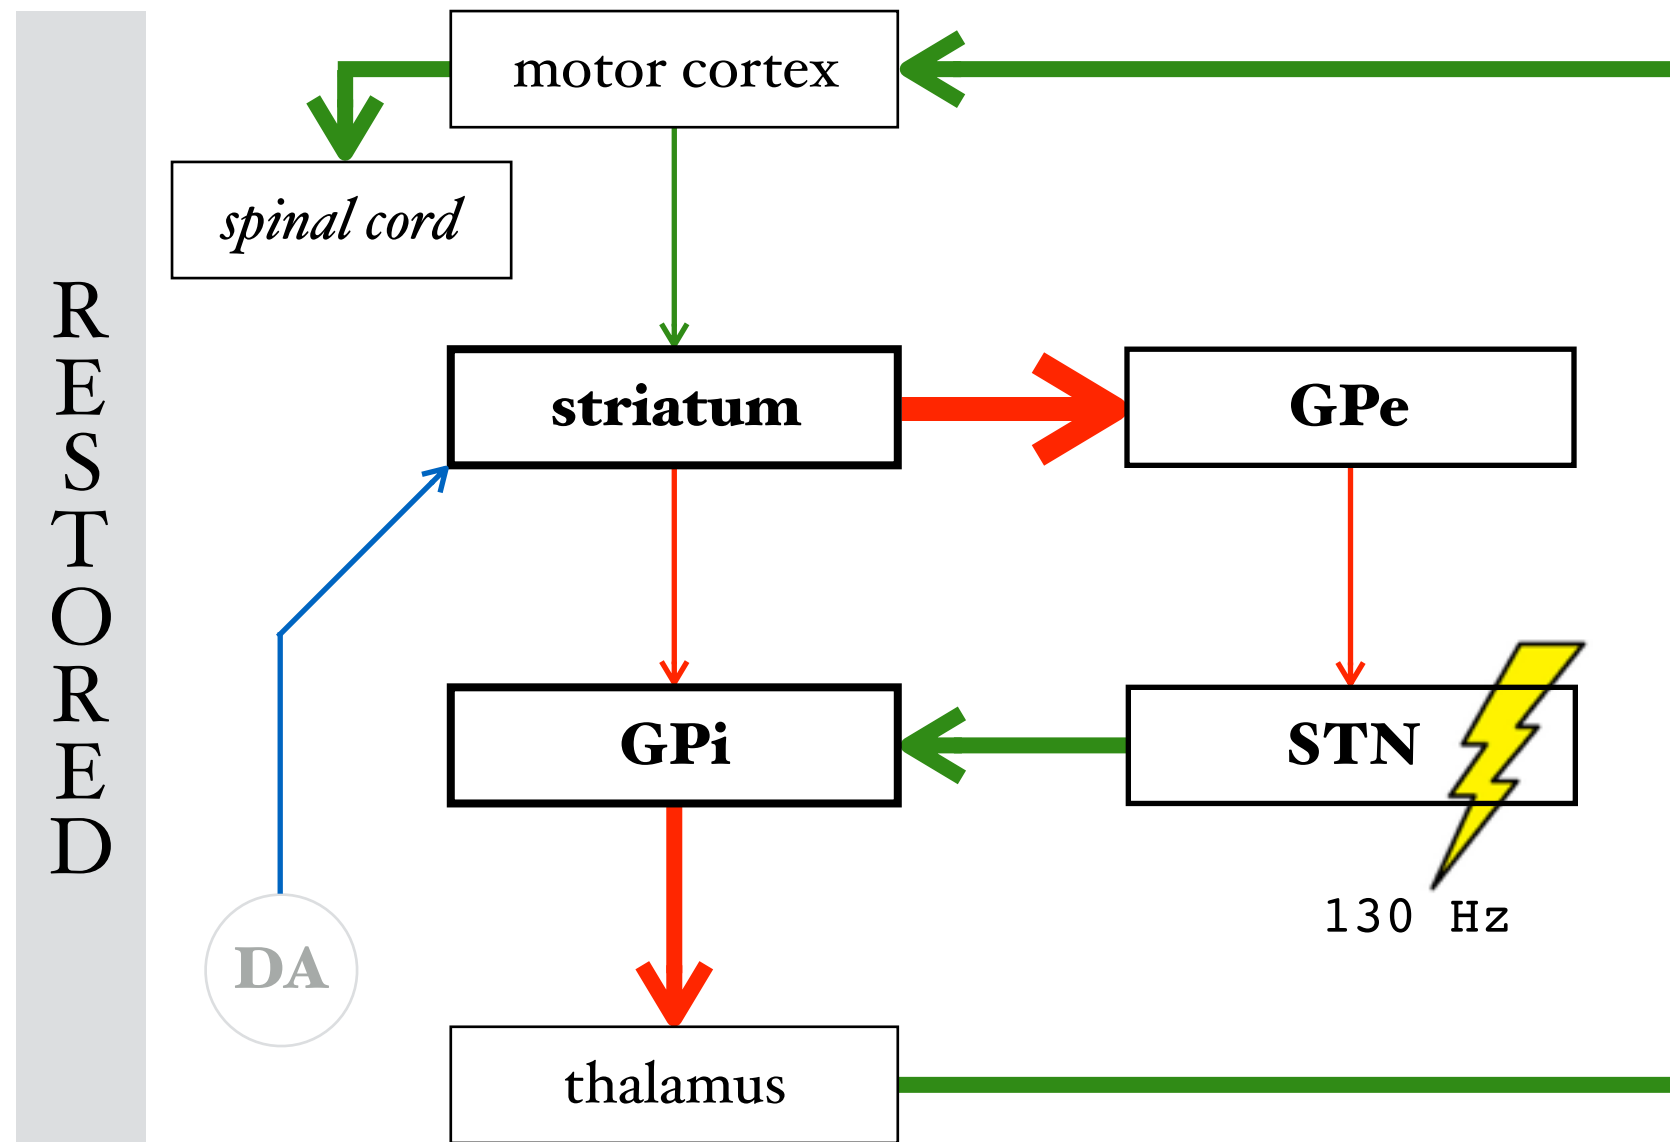 RESTORED
motor cortex
spinal cord
striatum
GPe
GPi
STN
130 Hz
DA
thalamus